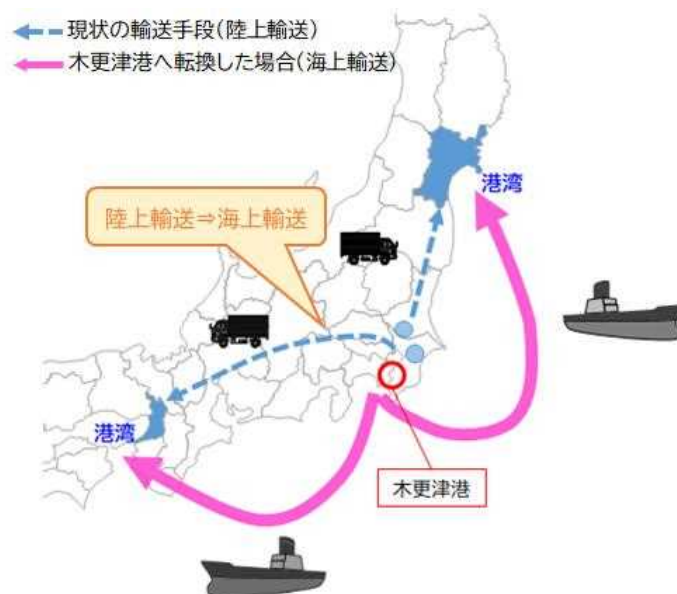 現状の輸送手段(陸上輸送)
木更津港へ転換した場合(海上輸送)
港湾
陸上輸送⇒海上輸送
港湾
木更津港